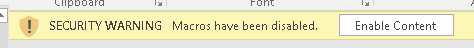 Clipboard Font
SECURITY WARNING Macros have been disabled. Enable Content